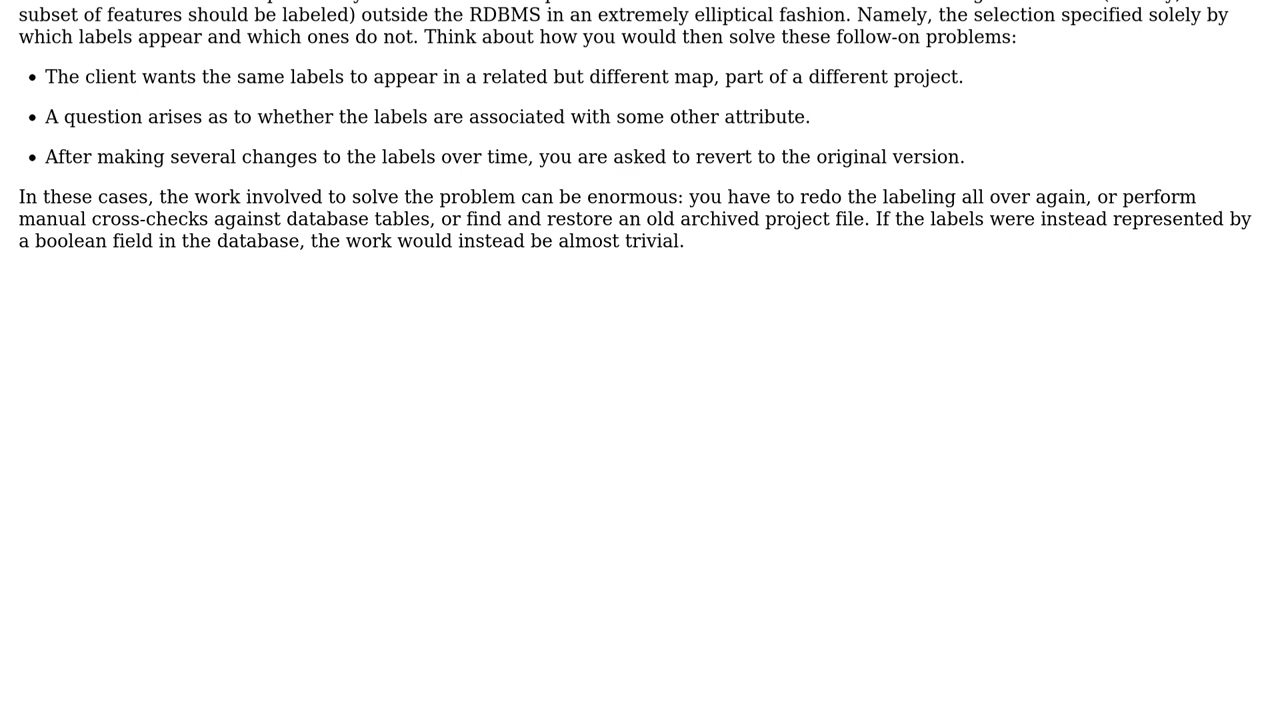 subset of features should be labeled) outside the RDBMS in an extremely elliptical fashion. Namely, the selection specified solely by
which labels appear and which ones do not. Think about how you would then solve these follow-on problems:
• The client wants the same labels to appear in a related but different map, part of a different project.
• A question arises as to whether the labels are associated with some other attribute.
• After making several changes to the labels over time, you are asked to revert to the original version.
In these cases, the work involved to solve the problem can be enormous: you have to redo the labeling all over again, or perform
manual cross-checks against database tables, or find and restore an old archived project file. If the labels were instead represented by
a boolean field in the database, the work would instead be almost trivial.